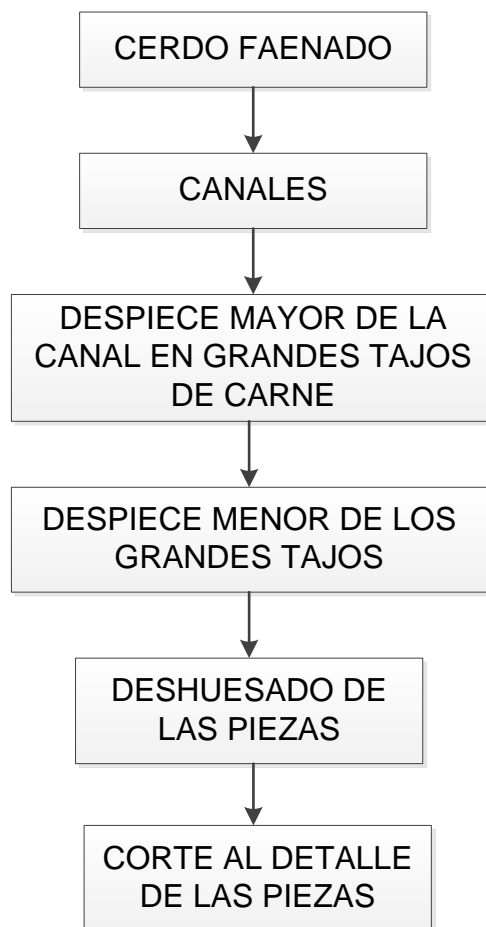 CERDO FAENADO
CANALES
DESPIECE MAYOR DE LA
CANAL EN GRANDES TAJOS
DE CARNE
DESPIECE MENOR DE LOS
GRANDES TAJOS
DESHUESADO DE
LAS PIEZAS
CORTE AL DETALLE
DE LAS PIEZAS